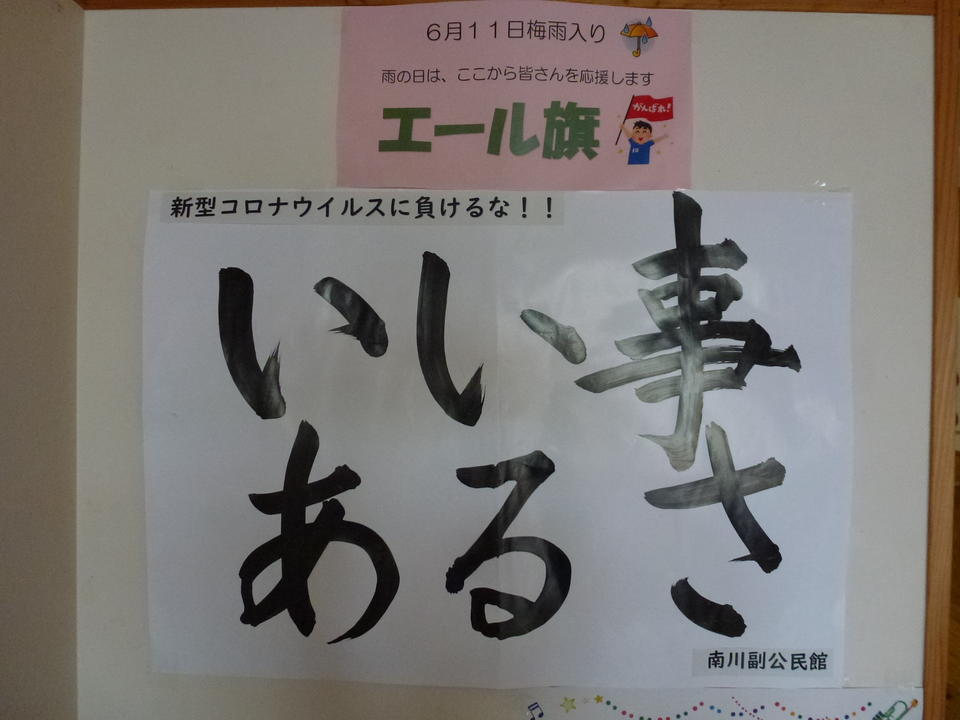 6月11日梅雨入り
雨の日は、ここから皆さんを応援します
エール旗
がんばれ!
新型コロナウイルスに負けるな!!
いい事
あるさ
南川副公民館